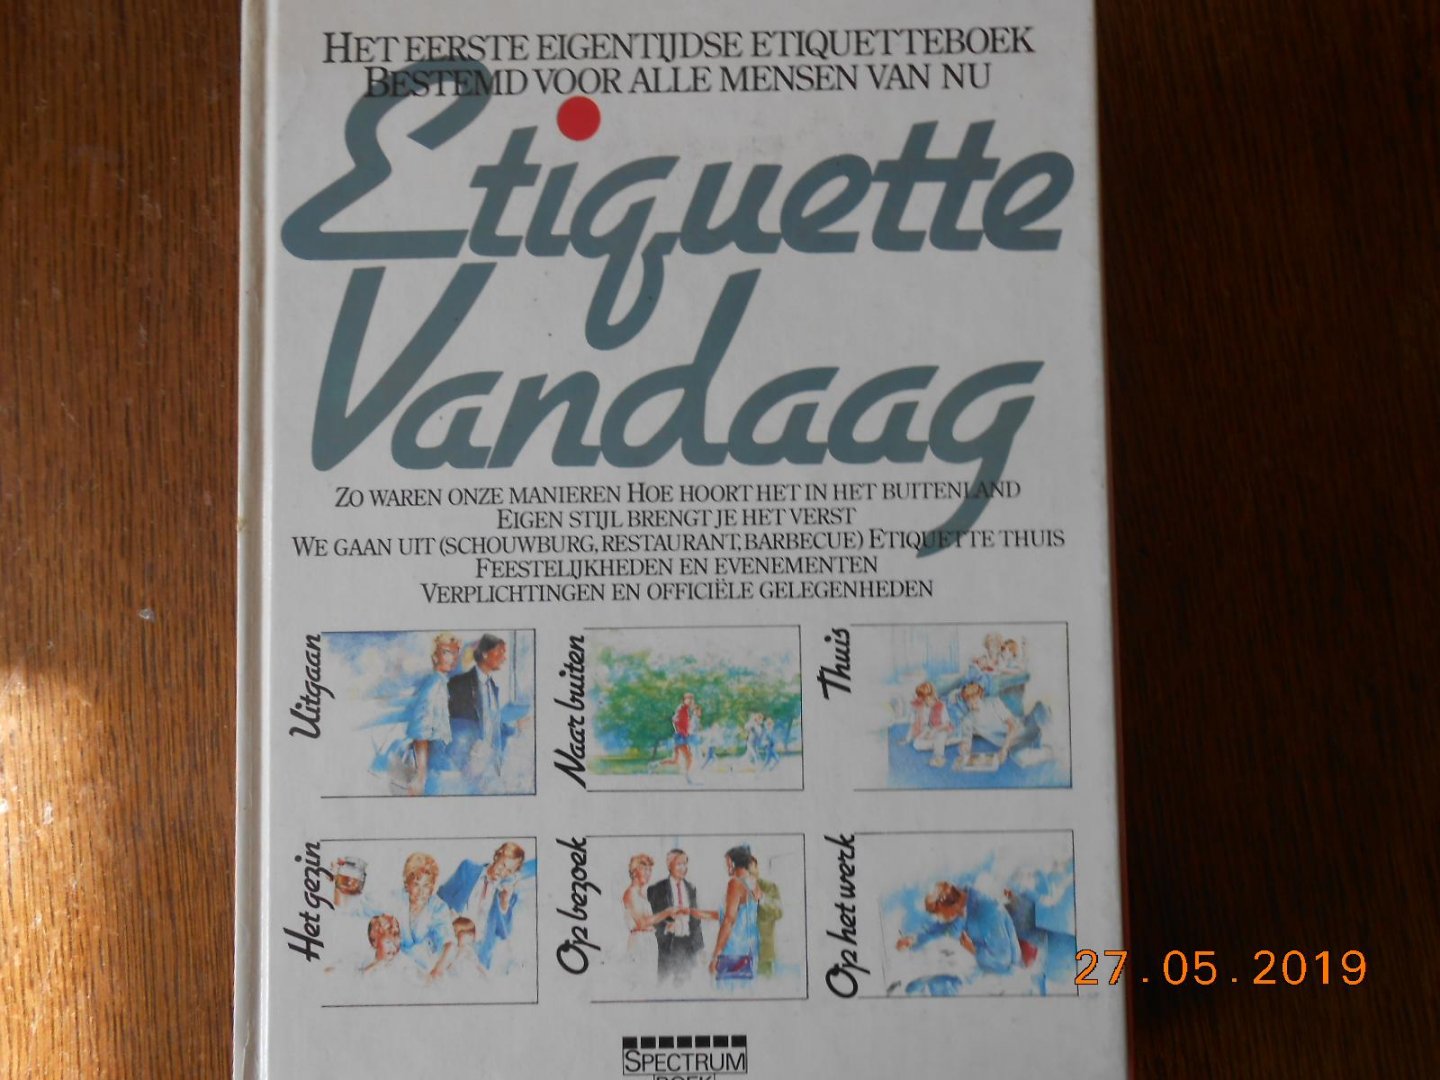 HET EERSTE EIGENTIJDSE ETIQUETTEBOEK
BESTEMD VOOR ALLE MENSEN VAN NU
Etiquette
Vandaag
ZO WAREN ONZE MANIEREN HOE HOORT HET IN HET BUITENLAND
EIGEN STIJL BRENGT JE HET VERST
WE GAAN UIT (SCHOUWBURG, RESTAURANT, BARBECUE) ETIQUETTE THUIS
FEESTELIJKHEDEN EN EVENEMENTEN
VERPLICHTINGEN EN OFFICIËLE GELEGENHEDEN
Uitgaan
Naar buiten
Thuis
Het gezin
Op bezoek
Op het werk
27.05.2019
SPECTRUM
BOEK